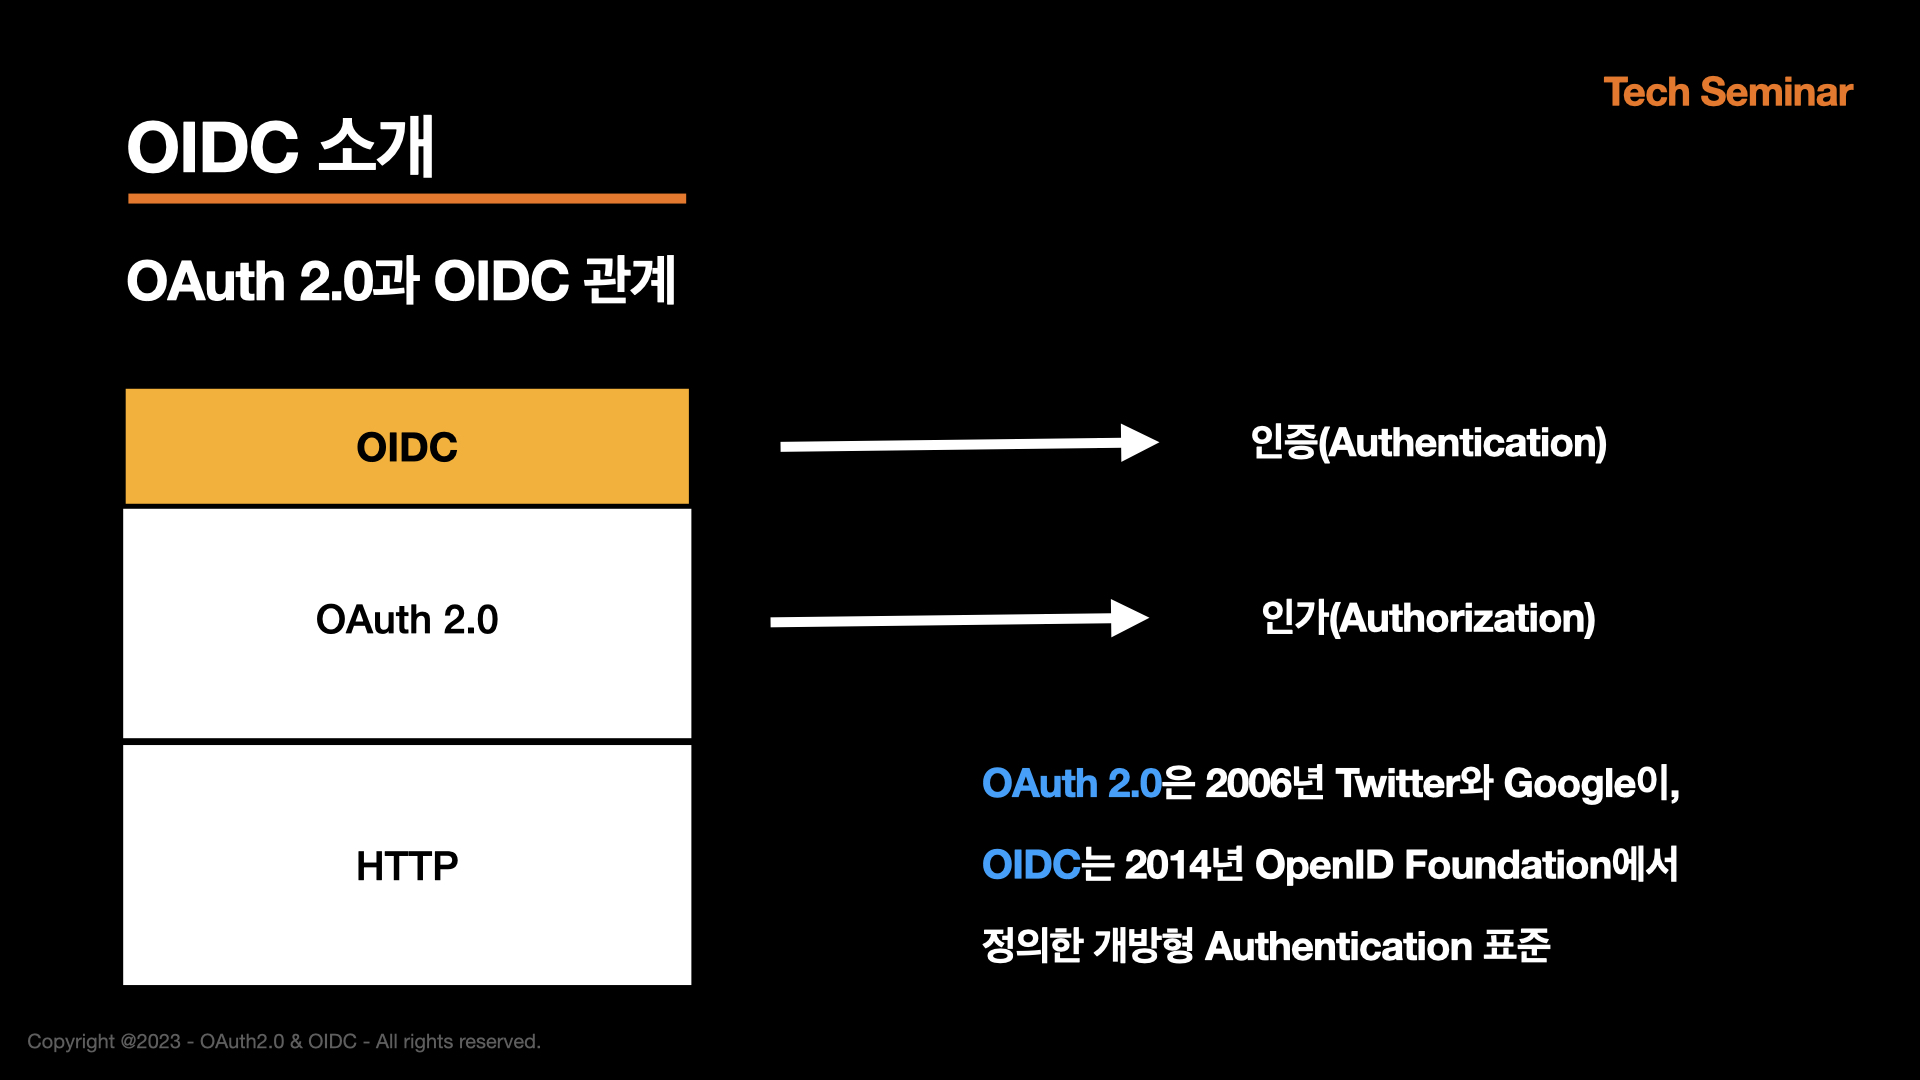 Tech Seminar
OIDC 소개
OAuth 2.0과 OIDC 관계
OIDC
인증(Authentication)
OAuth 2.0
인가(Authorization)
HTTP
OAuth 2.0은 2006년 Twitter와 Google이,
OIDC는 2014년 OpenID Foundation에서
정의한 개방형 Authentication 표준
Copyright @2023 - OAuth2.0 & OIDC - All rights reserved.